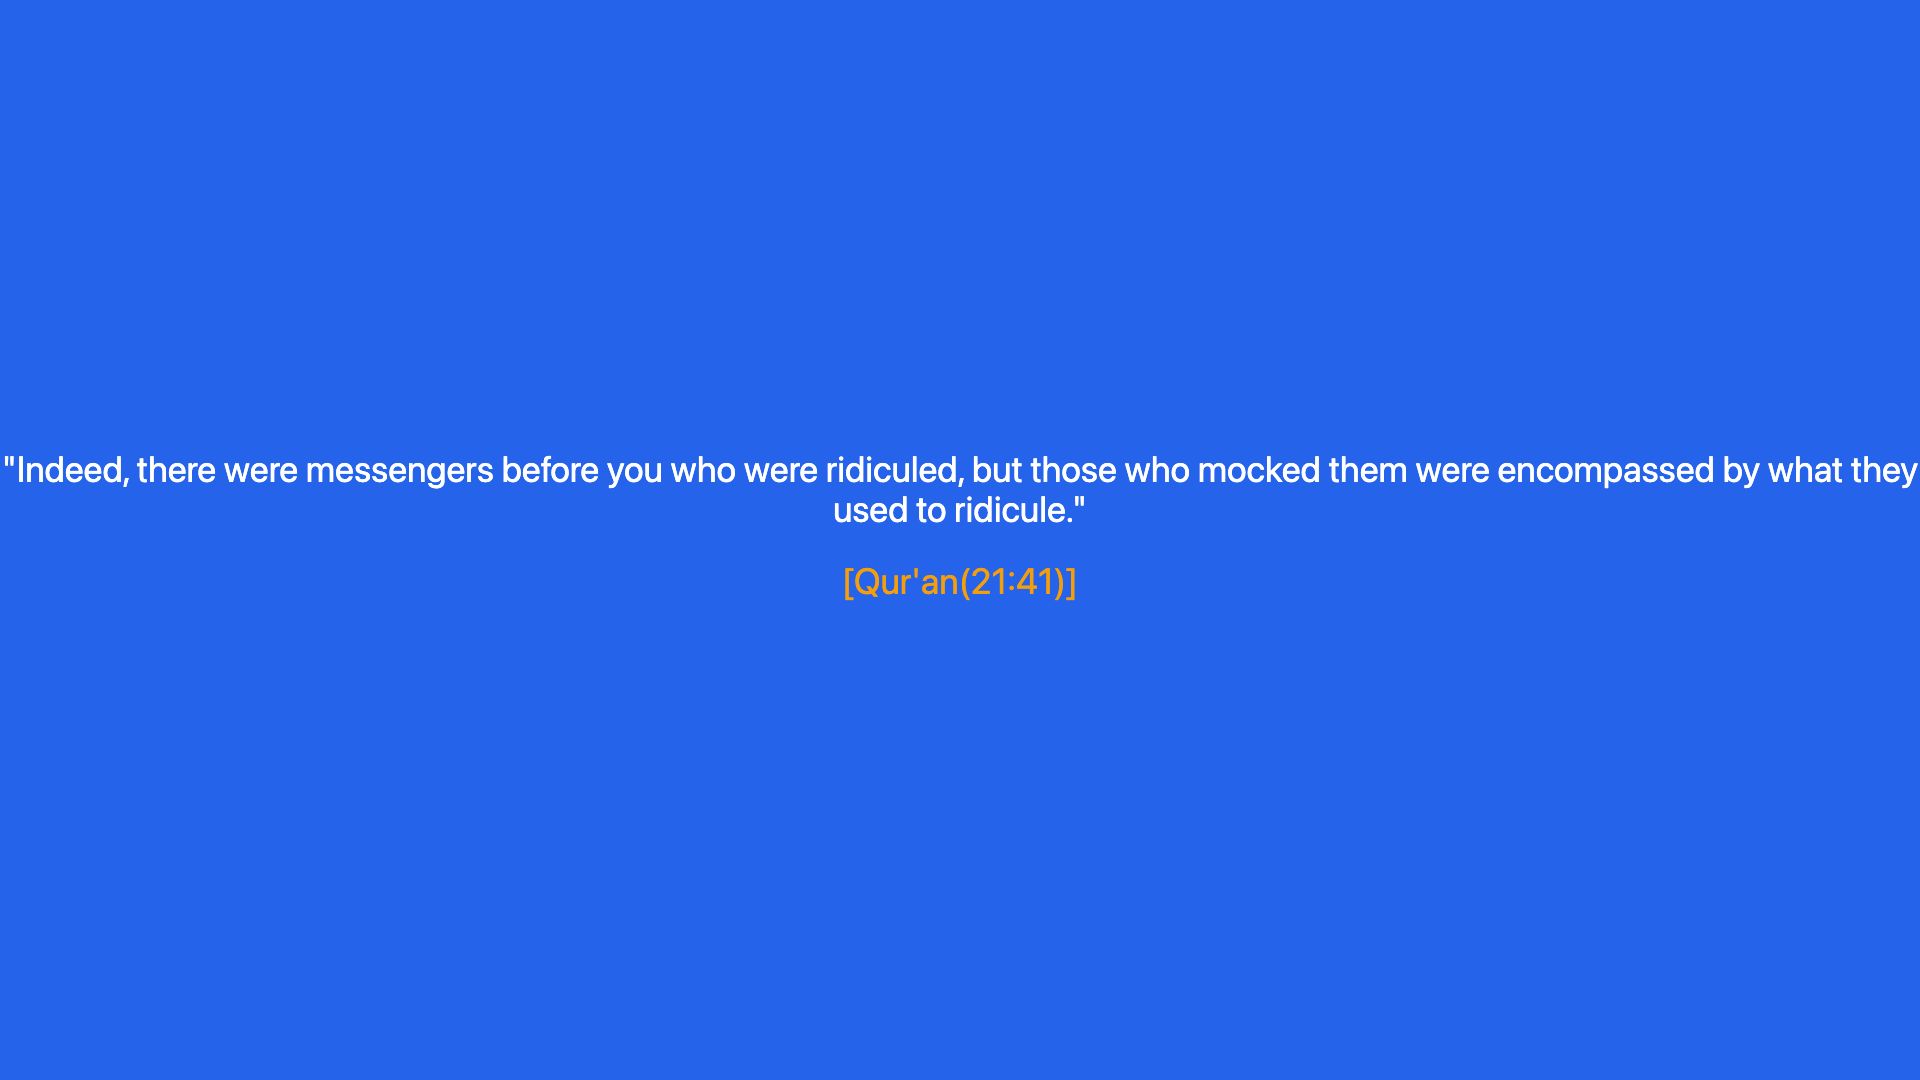 "Indeed, there were messengers before you who were ridiculed, but those who mocked them were encompassed by what they
used to ridicule."
[Qur'an(21:41)]